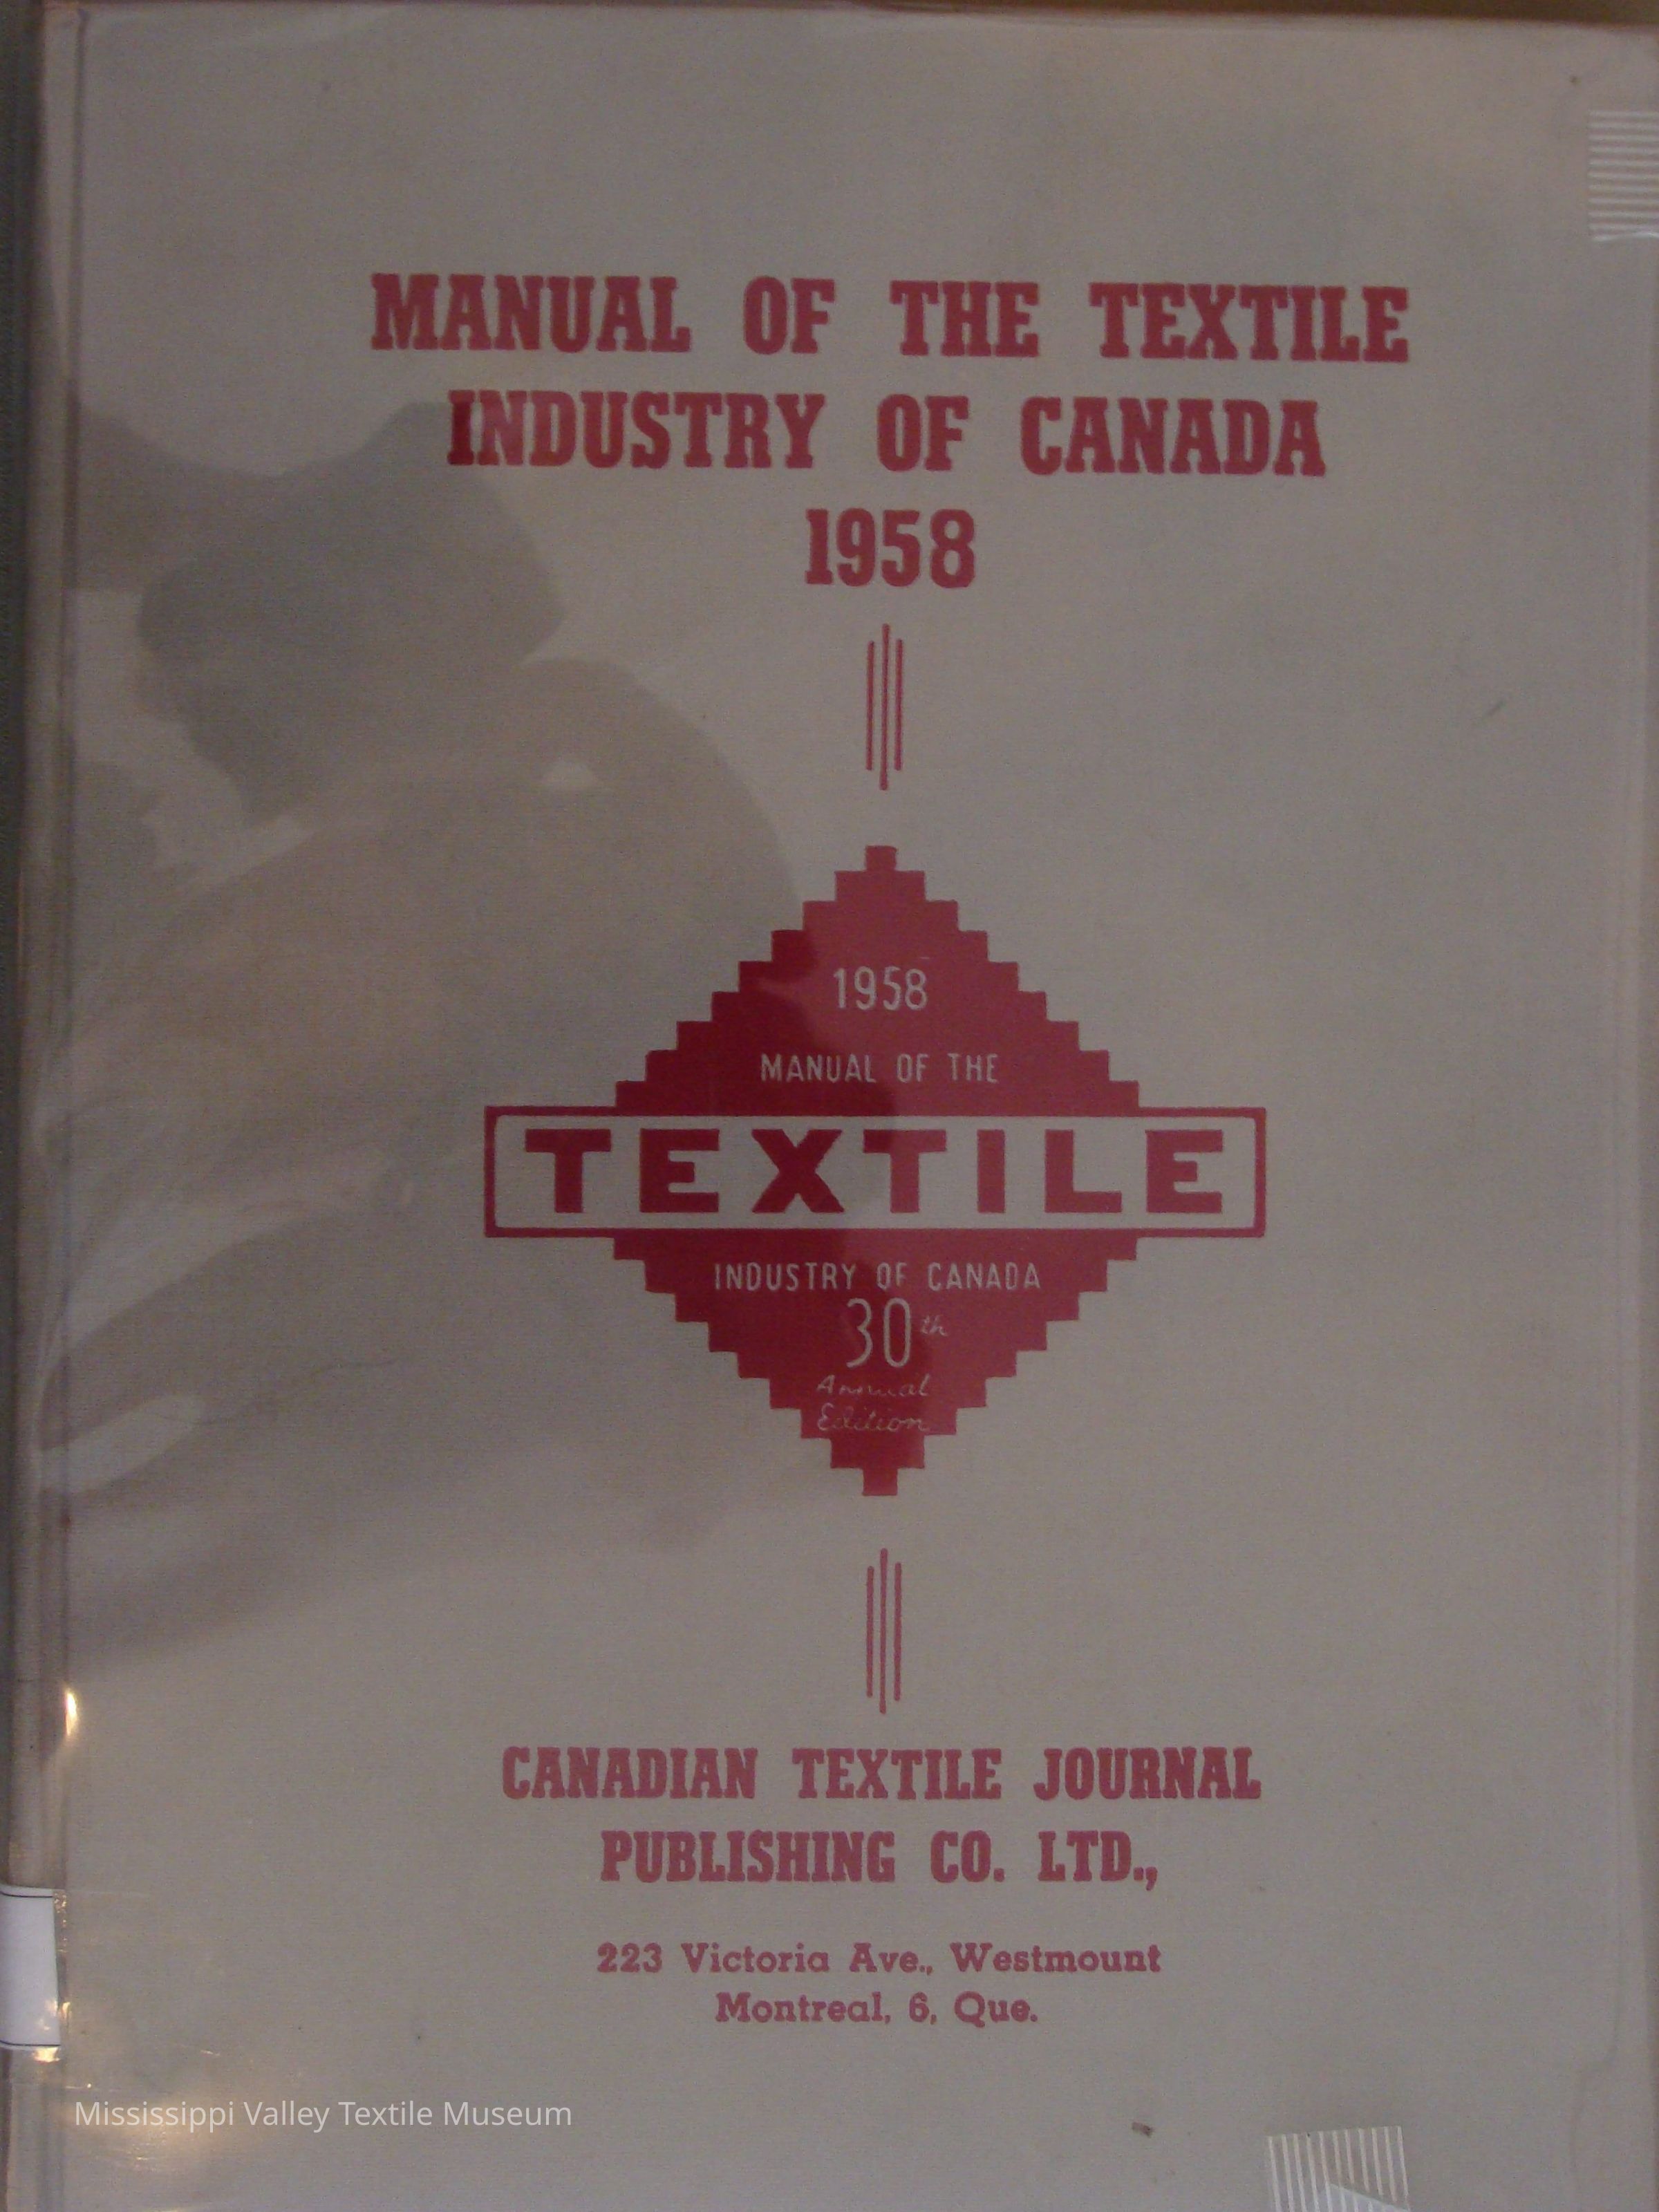 MANUAL OF THE TEXTILE
INDUSTRY OF CANADA
1958
1958
MANUAL OF THE
TEXTILE
INDUSTRY OF CANADA
30th
Annual
Edition
CANADIAN TEXTILE JOURNAL
PUBLISHING CO. LTD.,
223 Victoria Ave., Westmount
Montreal, 6, Que.
Mississippi Valley Textile Museum